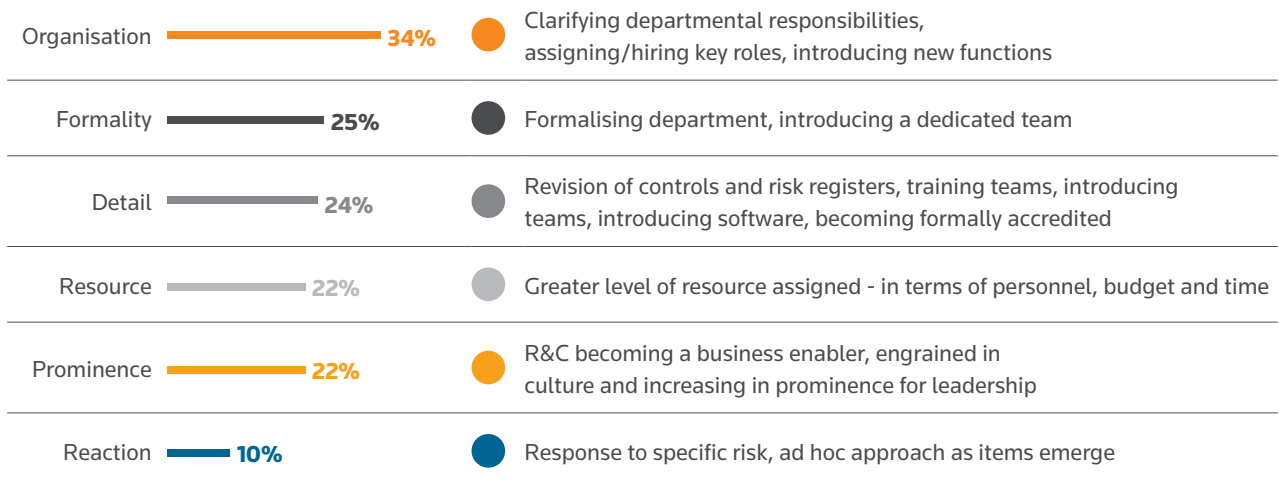 Organisation 34% Clarifying departmental responsibilities,
assigning/hiring key roles, introducing new functions
Formality 25% Formalising department, introducing a dedicated team
Detail 24% Revision of controls and risk registers, training teams, introducing
teams, introducing software, becoming formally accredited
Resource 22% Greater level of resource assigned - in terms of personnel, budget and time
Prominence 22% R&C becoming a business enabler, engrained in
culture and increasing in prominence for leadership
Reaction 10% Response to specific risk, ad hoc approach as items emerge